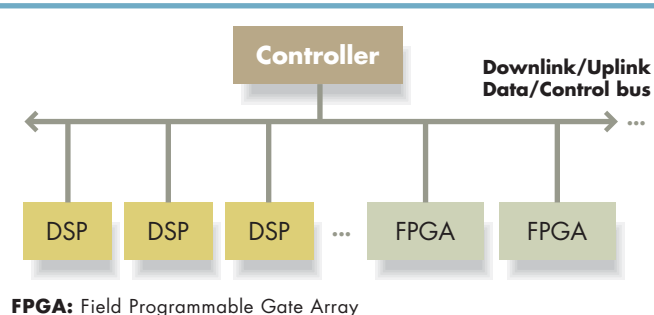 Controller
Downlink/Uplink
Data/Control bus
...
DSP DSP DSP ... FPGA FPGA
FPGA: Field Programmable Gate Array